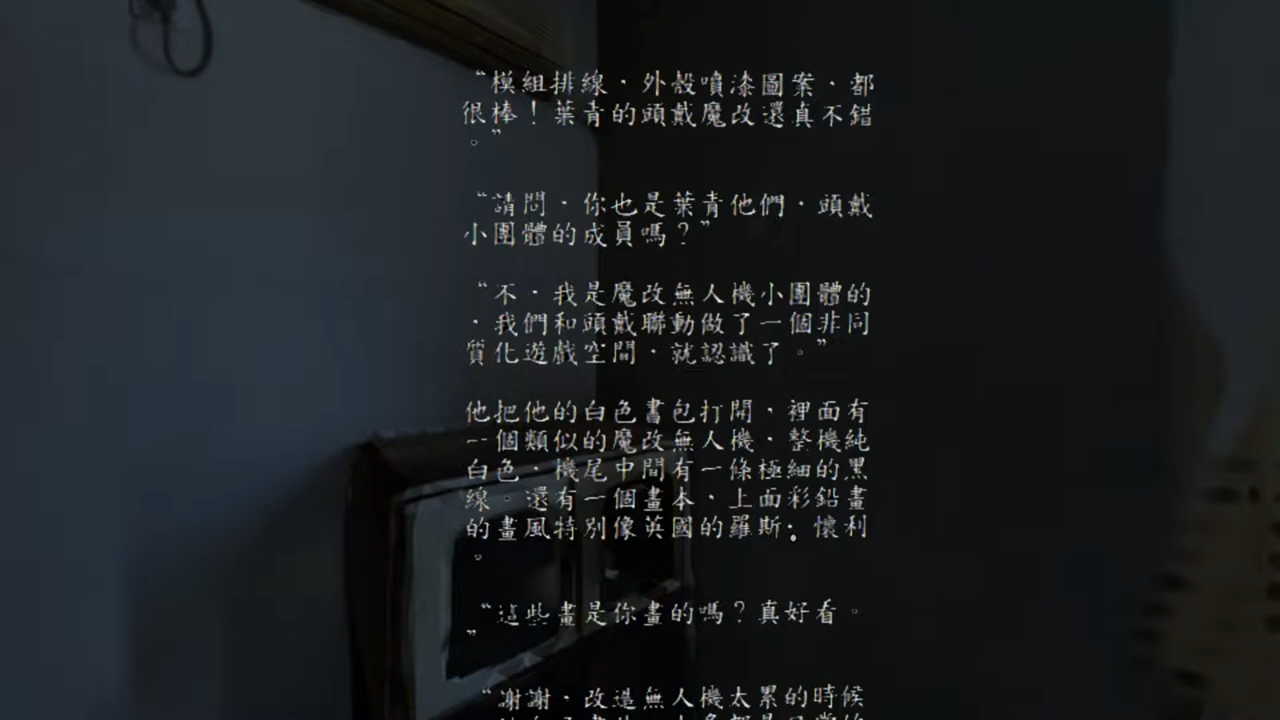 “模組排線，外殼噴漆圖案，都
很棒！葉青的頭戴魔改還真不錯
。”
“請問，你也是葉青他們，頭戴
小團體的成員嗎？”
“不，我是魔改無人機小團體的
，我們和頭戴聯動做了一個非同
質化遊戲空間，就認識了。”
他把他的白色書包打開，裡面有
一個類似的魔改無人機，整機純
白色，機尾中間有一條極細的黑
線。還有一個畫本，上面彩鉛畫
的畫風特別像英國的羅斯；懷利
。
“這些畫是你畫的嗎？真好看。
”
“謝謝，改造無人機太累的時候